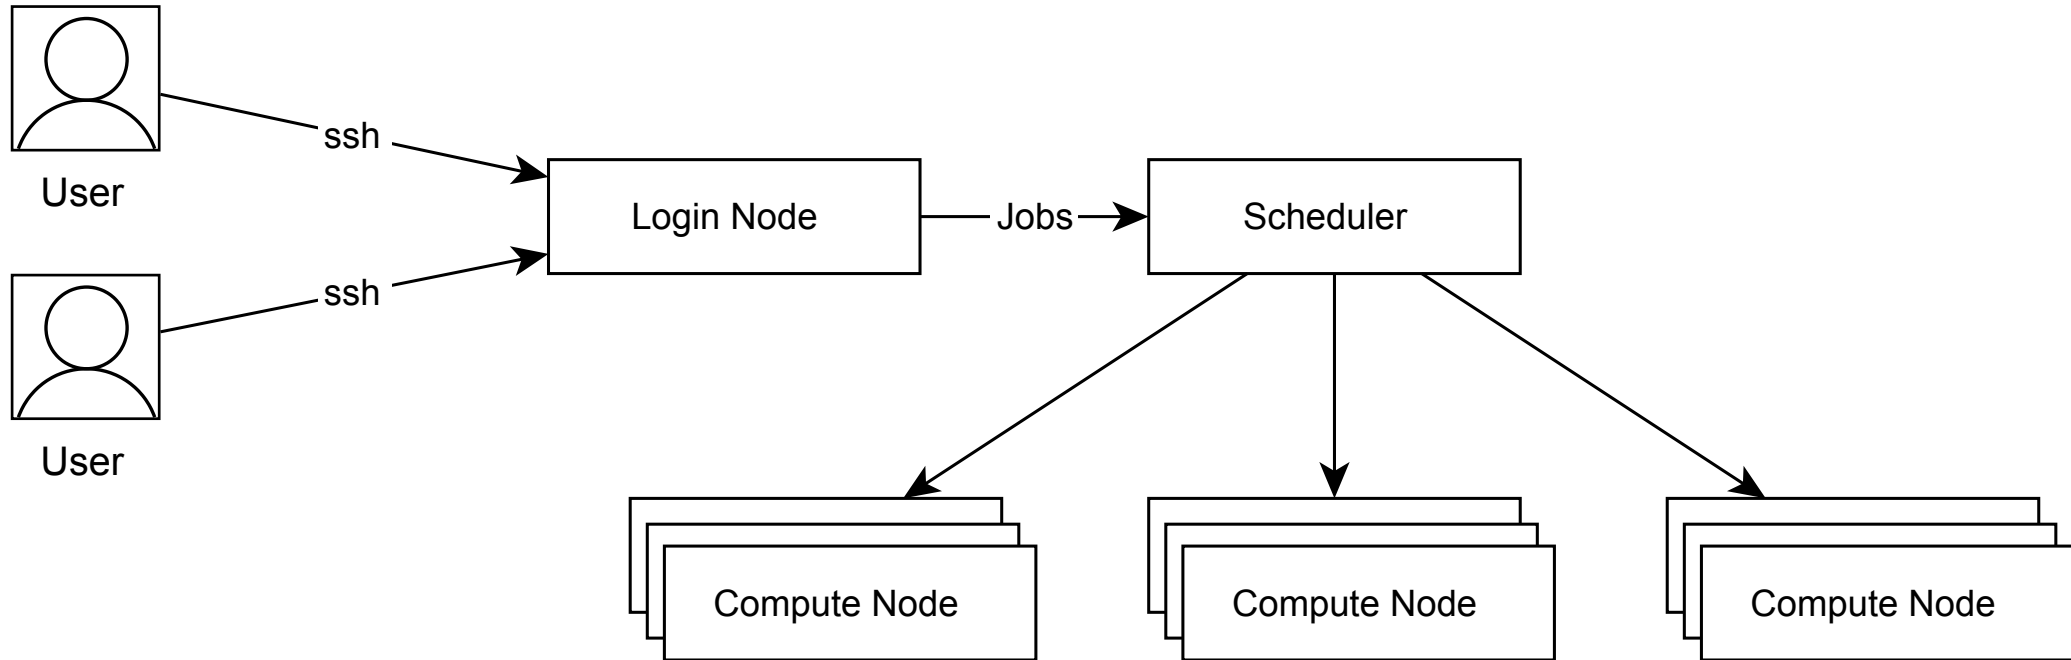 ssh
User
Login Node
Jobs
Scheduler
ssh
User
Compute Node
Compute Node
Compute Node